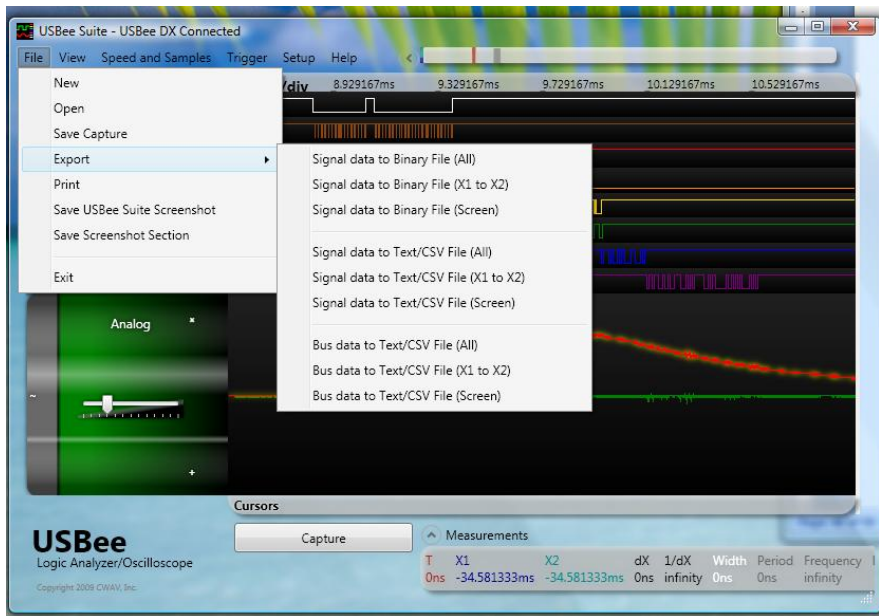 USBee Suite - USBee DX Connected
File View Speed and Samples Trigger Setup Help <
/div 8.929167ms 9.329167ms 9.729167ms 10.129167ms 10.529167ms
New
Open
Save Capture
Export
Print
Save USBee Suite Screenshot
Save Screenshot Section
Exit
Signal data to Binary File (All)
Signal data to Binary File (X1 to X2)
Signal data to Binary File (Screen)
Signal data to Text/CSV File (All)
Signal data to Text/CSV File (X1 to X2)
Signal data to Text/CSV File (Screen)
Bus data to Text/CSV File (All)
Bus data to Text/CSV File (X1 to X2)
Bus data to Text/CSV File (Screen)
Analog
~
+
Cursors
USBee
Logic Analyzer/Oscilloscope
Copyright 2009 CWAV, Inc.
Capture
Measurements
T X1 X2 dX 1/dX Width Period Frequency
0ns -34.581333ms -34.581333ms 0ns infinity 0ns 0ns infinity